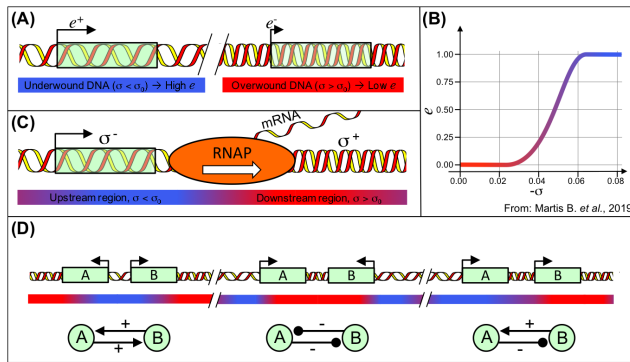 (A)
e+
e-
Underwound DNA (σ < σ0) → High e
Overwound DNA (σ > σ0) → Low e
(B)
e
1.00
0.75
0.50
0.25
0.00
0.00 0.02 0.04 0.06 0.08
-σ
From: Martis B. et al., 2019
(C)
σ-
mRNA
RNAP
σ+
Upstream region, σ < σ0
Downstream region, σ > σ0
(D)
A B A B A B
A + + B
A - - B
A + - B